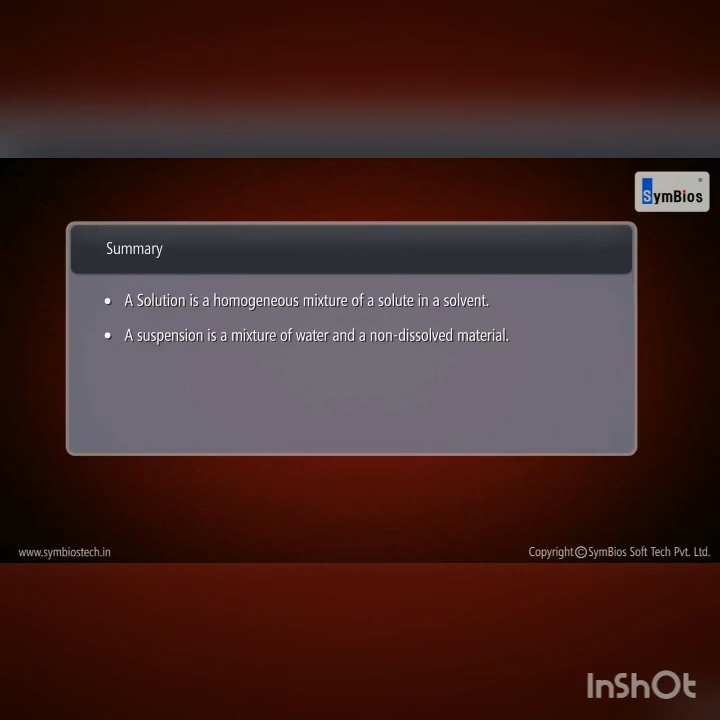 SymBios
Summary
• A Solution is a homogeneous mixture of a solute in a solvent.
• A suspension is a mixture of water and a non-dissolved material.
www.symbiostech.in
Copyright©SymBios Soft Tech Pvt. Ltd.
InShOt